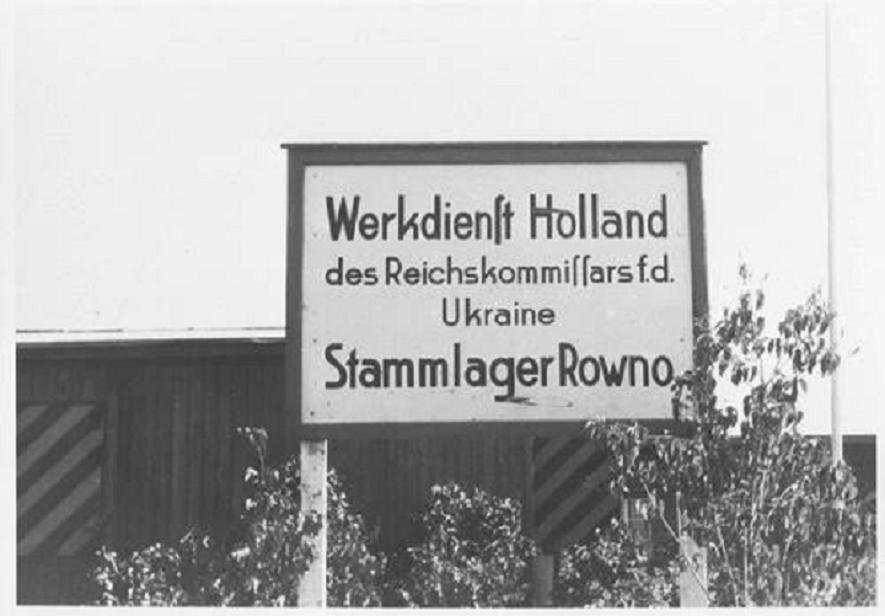 Werkdienſt Holland
des Reichskommiſſars f.d.
Ukraine
Stammlager Rowno